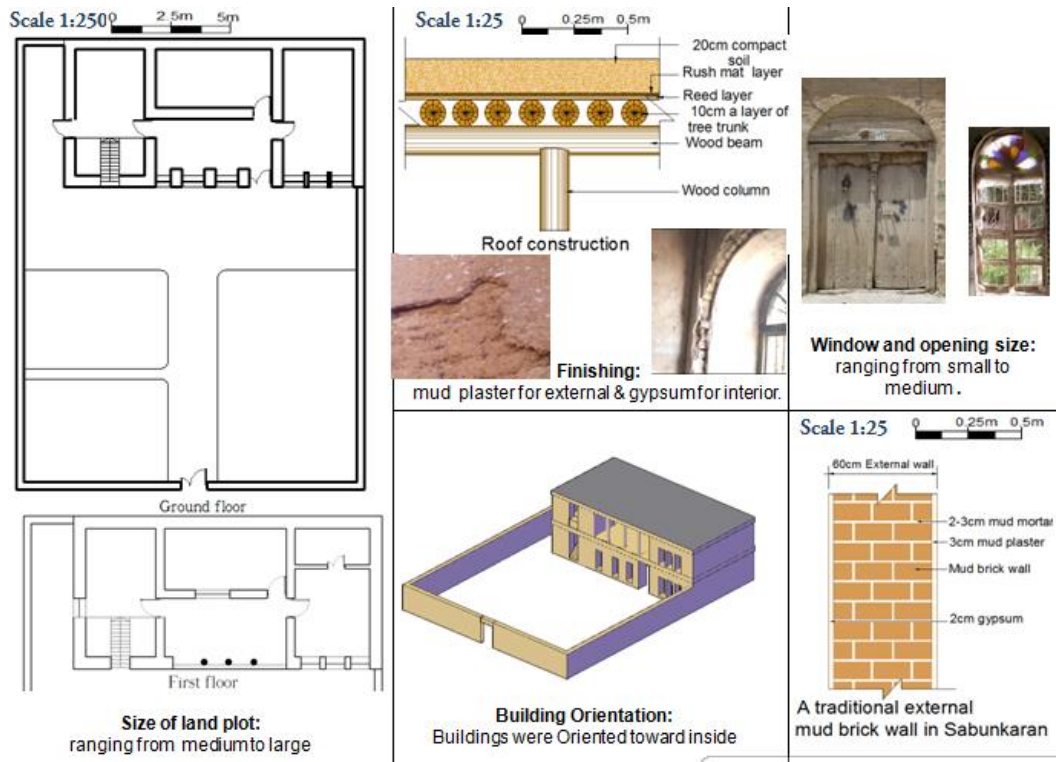 Scale 1:250
0 2.5m 5m
Ground floor
First floor
Size of land plot:
ranging from medium to large
Scale 1:25
0 0.25m 0.5m
20cm compact
soil
Rush mat layer
Reed layer
10cm a layer of
tree trunk
Wood beam
Wood column
Roof construction
Finishing:
mud plaster for external & gypsum for interior.
Window and opening size:
ranging from small to
medium.
Building Orientation:
Buildings were Oriented toward inside
Scale 1:25
0 0.25m 0.5m
60cm External wall
2-3cm mud mortar
3cm mud plaster
Mud brick wall
2cm gypsum
A traditional external
mud brick wall in Sabunkaran